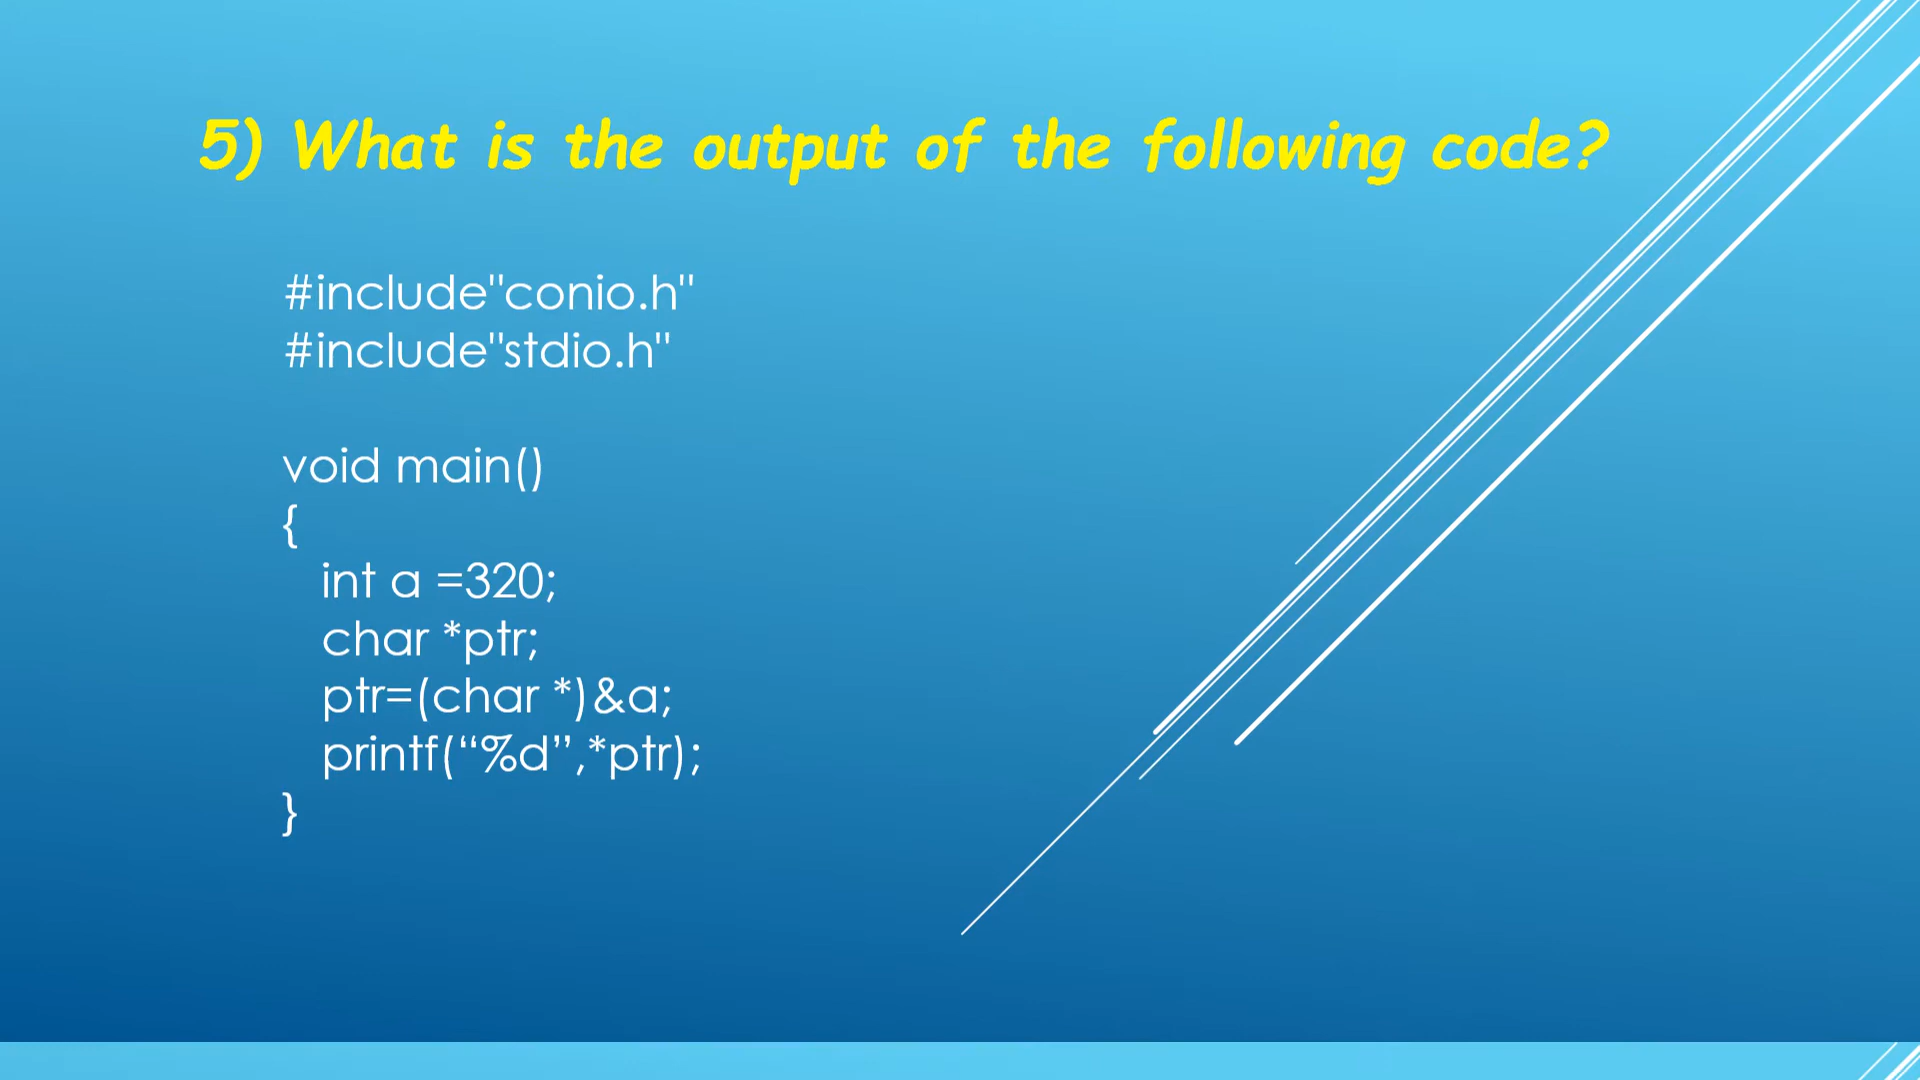 5) What is the output of the following code?
#include"conio.h"
#include"stdio.h"
void main()
{
int a =320;
char *ptr;
ptr=(char *)&a;
printf(“%d”,*ptr);
}